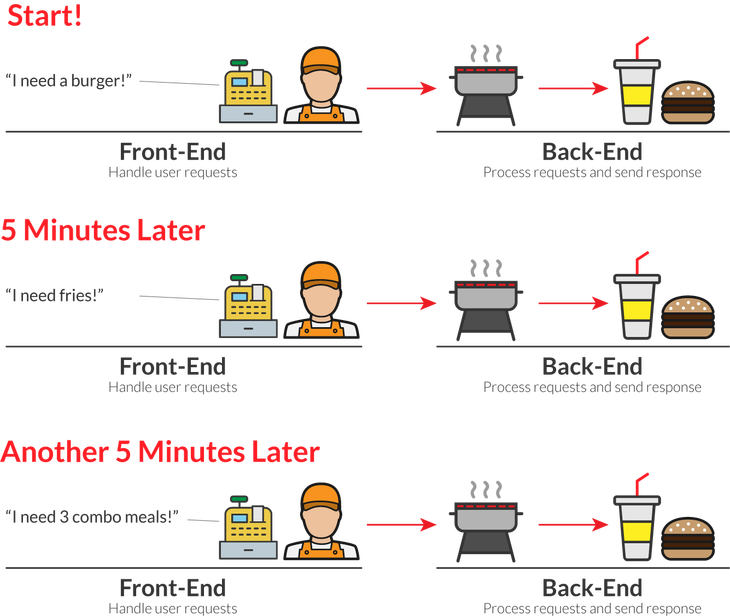 Start!
“I need a burger!”
Front-End
Handle user requests
Back-End
Process requests and send response
5 Minutes Later
“I need fries!”
Front-End
Handle user requests
Back-End
Process requests and send response
Another 5 Minutes Later
“I need 3 combo meals!”
Front-End
Handle user requests
Back-End
Process requests and send response